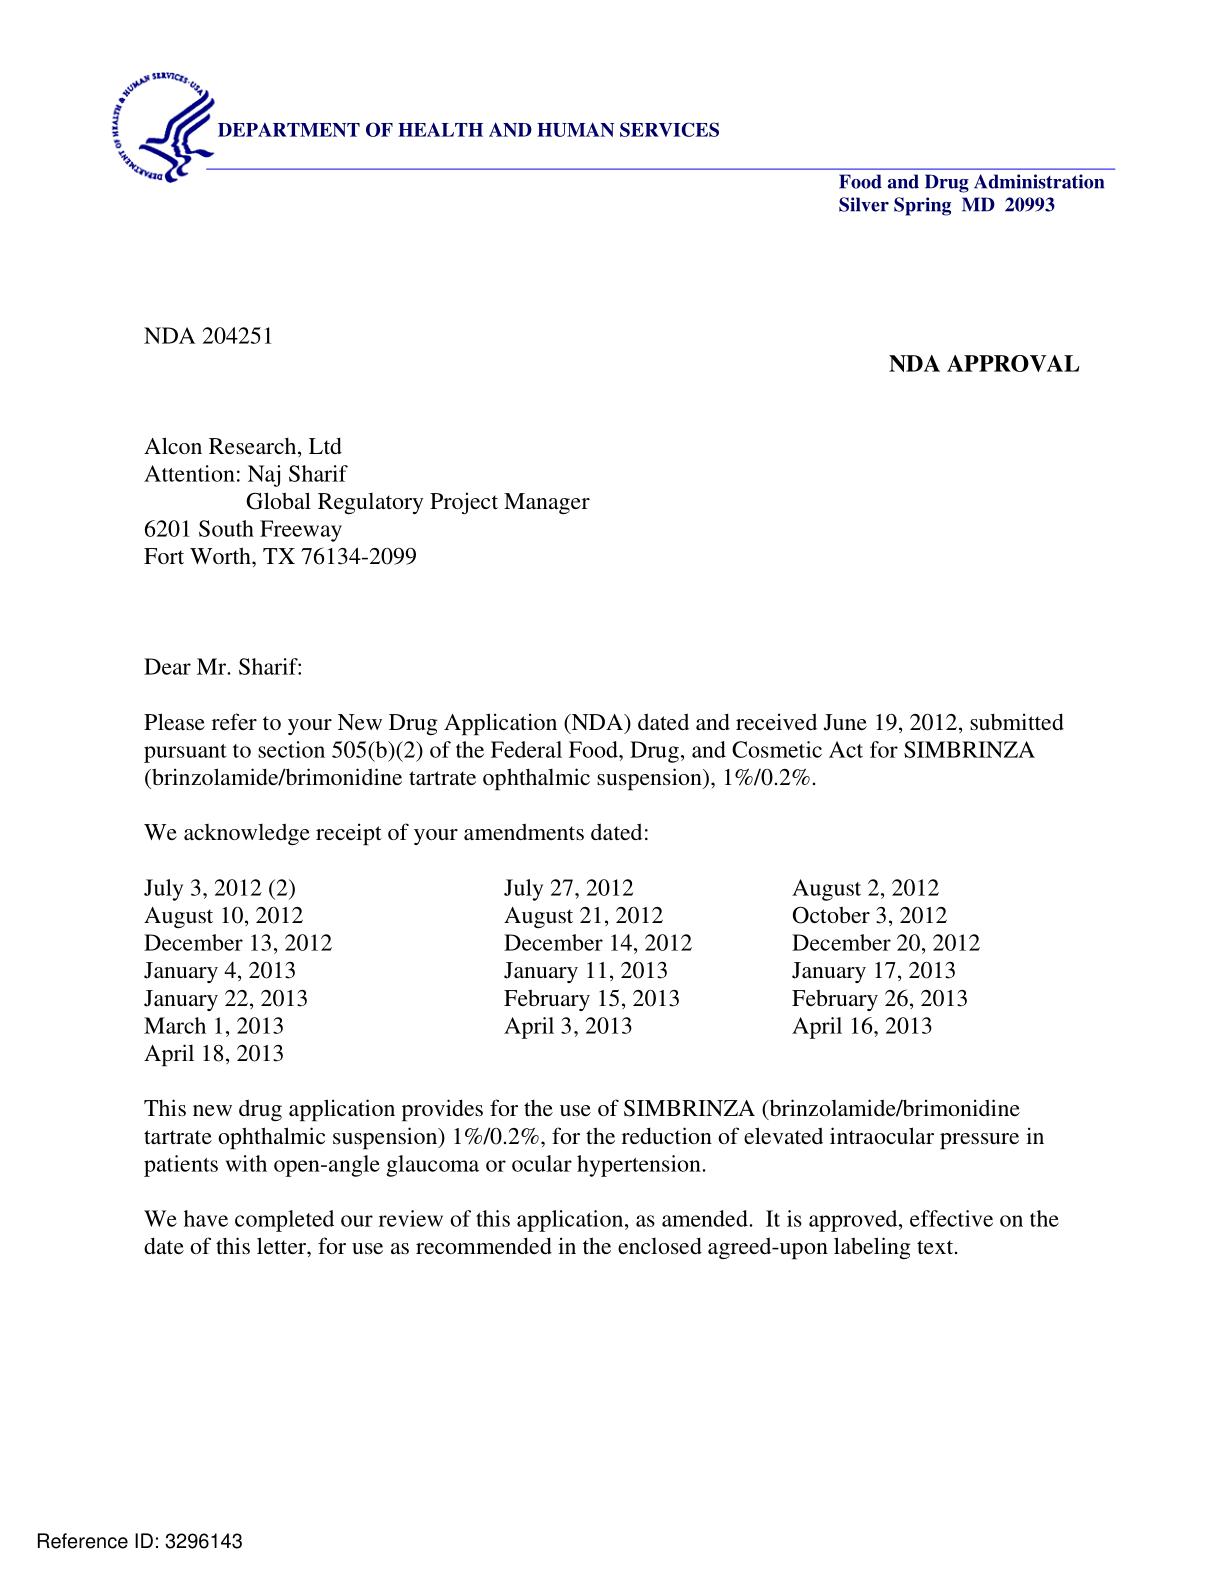 DEPARTMENT OF HEALTH & HUMAN SERVICES·USA
DEPARTMENT OF HEALTH AND HUMAN SERVICES
Food and Drug Administration
Silver Spring MD 20993
NDA 204251
NDA APPROVAL
Alcon Research, Ltd
Attention: Naj Sharif
Global Regulatory Project Manager
6201 South Freeway
Fort Worth, TX 76134-2099
Dear Mr. Sharif:
Please refer to your New Drug Application (NDA) dated and received June 19, 2012, submitted
pursuant to section 505(b)(2) of the Federal Food, Drug, and Cosmetic Act for SIMBRINZA
(brinzolamide/brimonidine tartrate ophthalmic suspension), 1%/0.2%.
We acknowledge receipt of your amendments dated:
July 3, 2012 (2) July 27, 2012 August 2, 2012
August 10, 2012 August 21, 2012 October 3, 2012
December 13, 2012 December 14, 2012 December 20, 2012
January 4, 2013 January 11, 2013 January 17, 2013
January 22, 2013 February 15, 2013 February 26, 2013
March 1, 2013 April 3, 2013 April 16, 2013
April 18, 2013
This new drug application provides for the use of SIMBRINZA (brinzolamide/brimonidine
tartrate ophthalmic suspension) 1%/0.2%, for the reduction of elevated intraocular pressure in
patients with open-angle glaucoma or ocular hypertension.
We have completed our review of this application, as amended.  It is approved, effective on the
date of this letter, for use as recommended in the enclosed agreed-upon labeling text.
Reference ID: 3296143